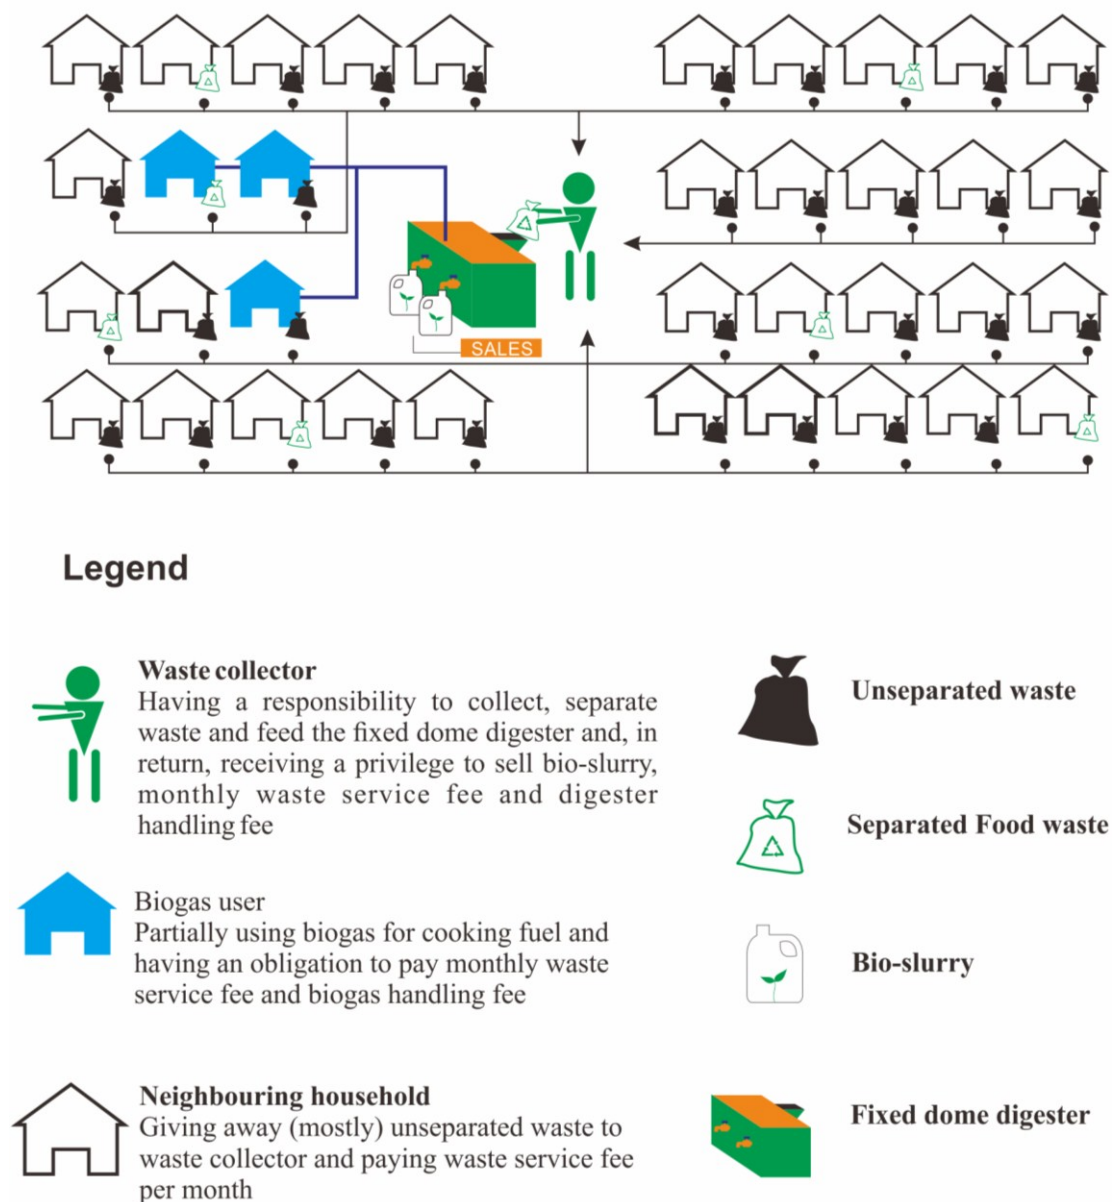 SALES
Legend
Waste collector
Having a responsibility to collect, separate
waste and feed the fixed dome digester and, in
return, receiving a privilege to sell bio-slurry,
monthly waste service fee and digester
handling fee
Biogas user
Partially using biogas for cooking fuel and
having an obligation to pay monthly waste
service fee and biogas handling fee
Neighbouring household
Giving away (mostly) unseparated waste to
waste collector and paying waste service fee
per month
Unseparated waste
Separated Food waste
Bio-slurry
Fixed dome digester